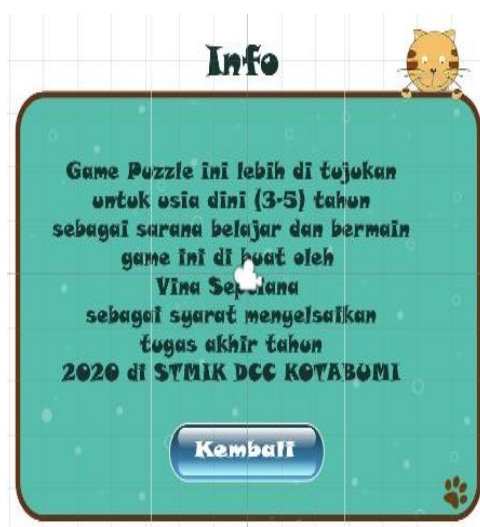 Info
Game Puzzle ini lebih di tujukan
untuk usia dini (3-5) tahun
sebagai sarana belajar dan bermain
game ini di buat oleh
Vina
sebagai syarat menyelsaikan
tugas akhir tahun
2020 di STMIK DCC KOTABUMI
Kembali